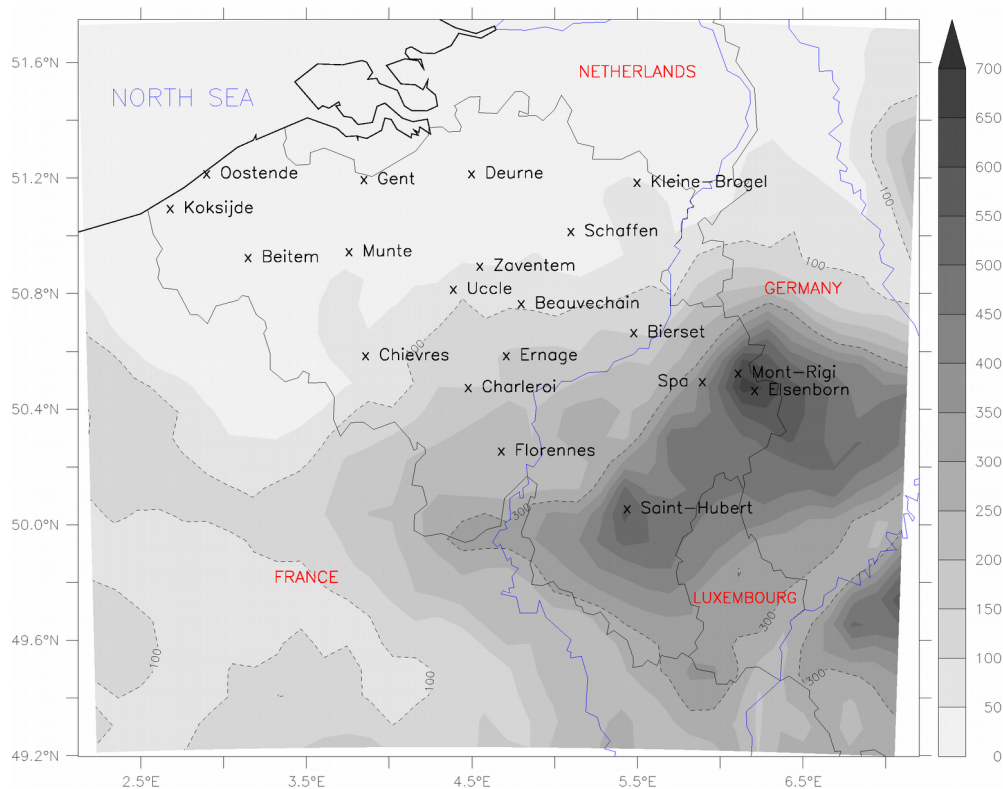 51.6°N
51.2°N
50.8°N
50.4°N
50.0°N
49.6°N
49.2°N
NORTH SEA
NETHERLANDS
x Oostende
x Gent
x Deurne
x Kleine-Brogel
x Koksijde
100
x Schaffen
x Beitem
x Munte
x Zaventem
100
GERMANY
x Uccle
x Beauvechain
x Bierset
100
x Chievres
x Ernage
Spa x
x Mont-Rigi
x Elsenborn
x Charleroi
x Florennes
300
x Saint-Hubert
FRANCE
LUXEMBOURG
300
100
100
300
2.5°E
3.5°E
4.5°E
5.5°E
6.5°E
700
650
600
550
500
450
400
350
300
250
200
150
100
50
0